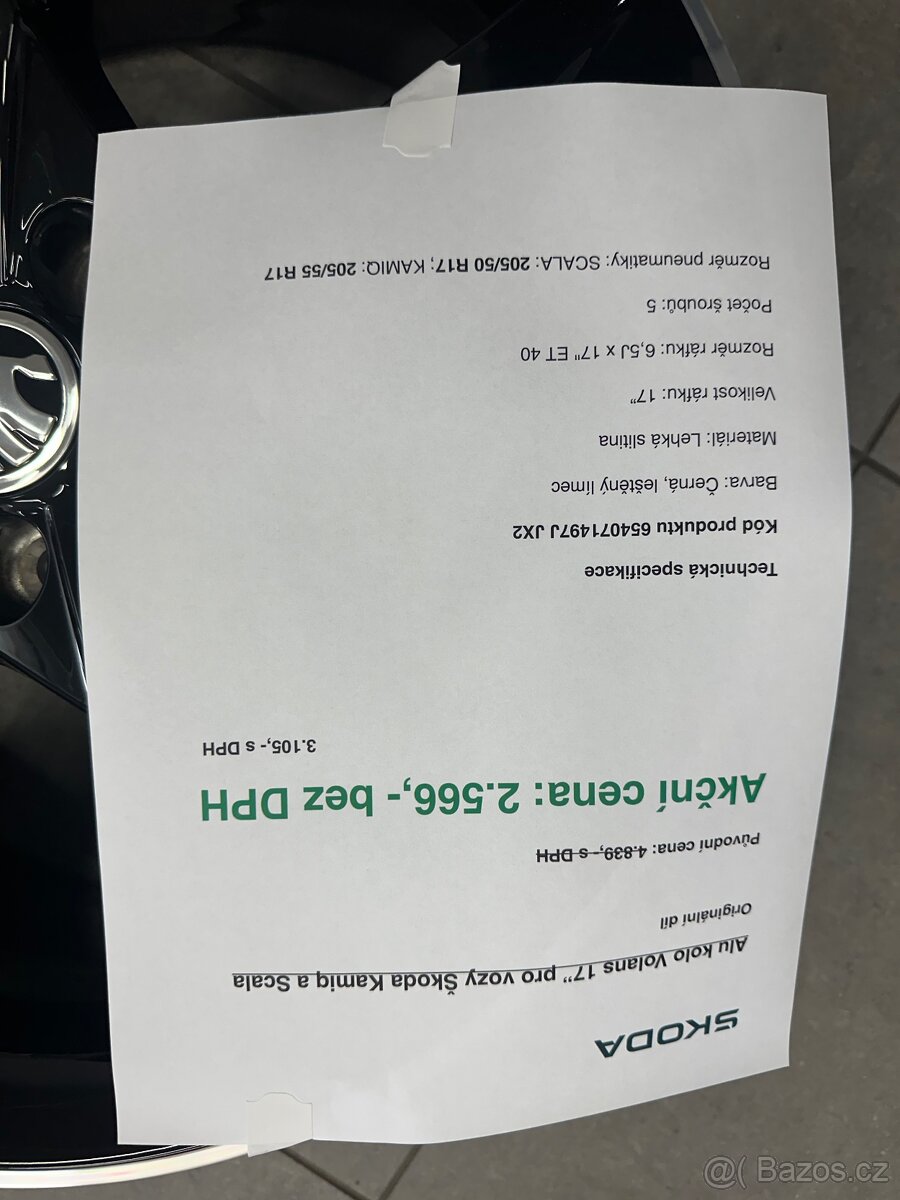 ŠKODA
Alu kolo Volans 17” pro vozy Škoda Kamiq a Scala
Originální díl
Původní cena: 4.839,- s DPH
Akční cena: 2.566,- bez DPH
3.105,- s DPH
Technická specifikace
Kód produktu 654071497J JX2
Barva: Černá, leštěný límec
Materiál: Lehká slitina
Velikost ráfku: 17”
Rozměr ráfku: 6,5J x 17" ET 40
Počet šroubů: 5
Rozměr pneumatiky: SCALA: 205/50 R17; KAMIQ: 205/55 R17
@( Bazos.cz